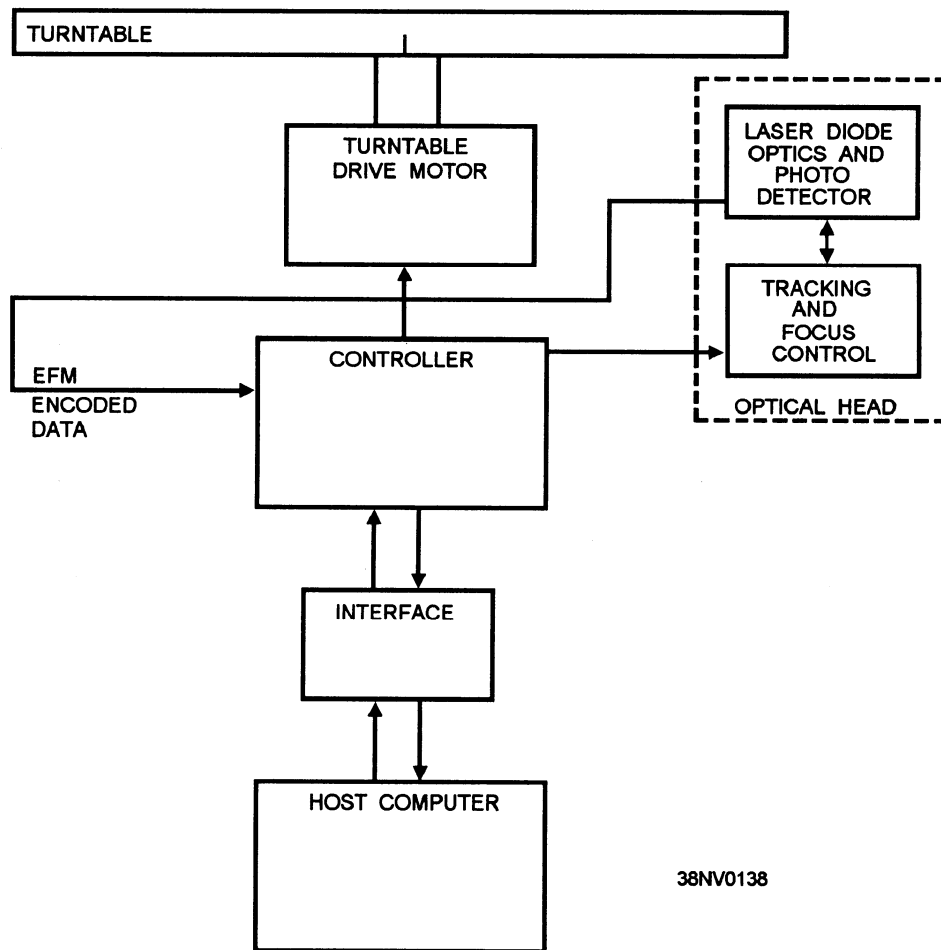 TURNTABLE
TURNTABLE
DRIVE MOTOR
LASER DIODE
OPTICS AND
PHOTO
DETECTOR
TRACKING
AND
FOCUS
CONTROL
OPTICAL HEAD
CONTROLLER
EFM
ENCODED
DATA
INTERFACE
HOST COMPUTER
38NV0138